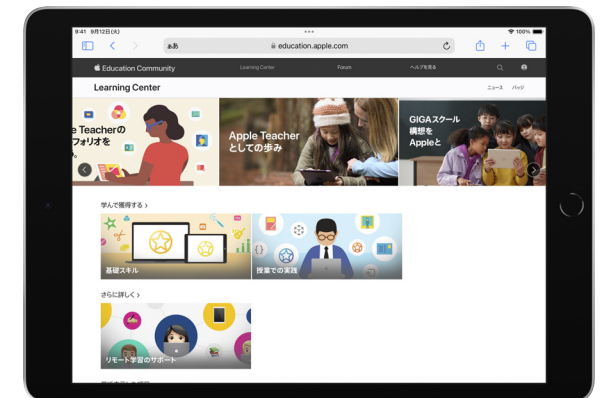 9:41 9月12日(火)
100%
ぁあ
education.apple.com
Education Community
Learning Center
Forum
ヘルプを見る
Learning Center
ニュース
バッジ
e Teacherの
フォリオを
Apple Teacher
としての歩み
GIGAスクール
構想を
Appleと
学んで獲得する >
基礎スキル
授業での実践
さらに詳しく >
リモート学習のサポート